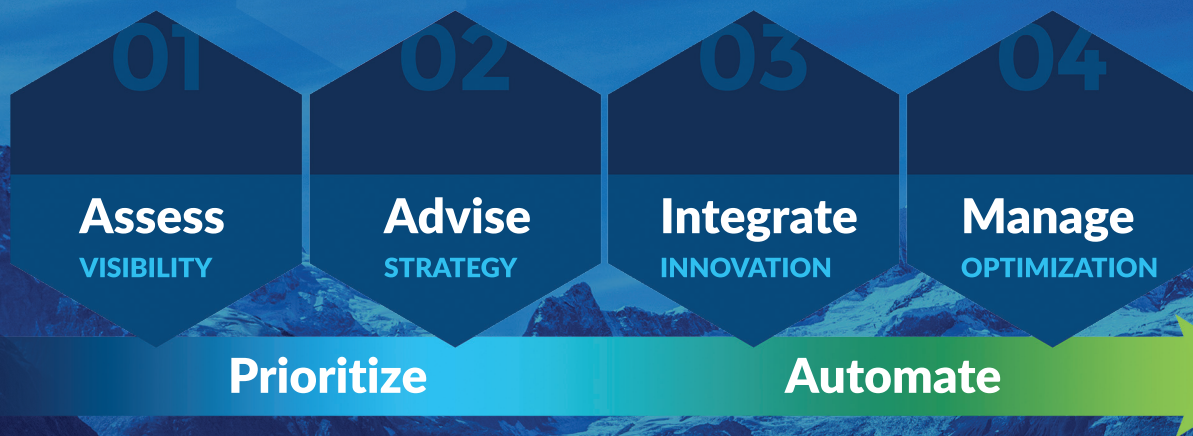 01
02
03
04
Assess
VISIBILITY
Advise
STRATEGY
Integrate
INNOVATION
Manage
OPTIMIZATION
Prioritize
Automate